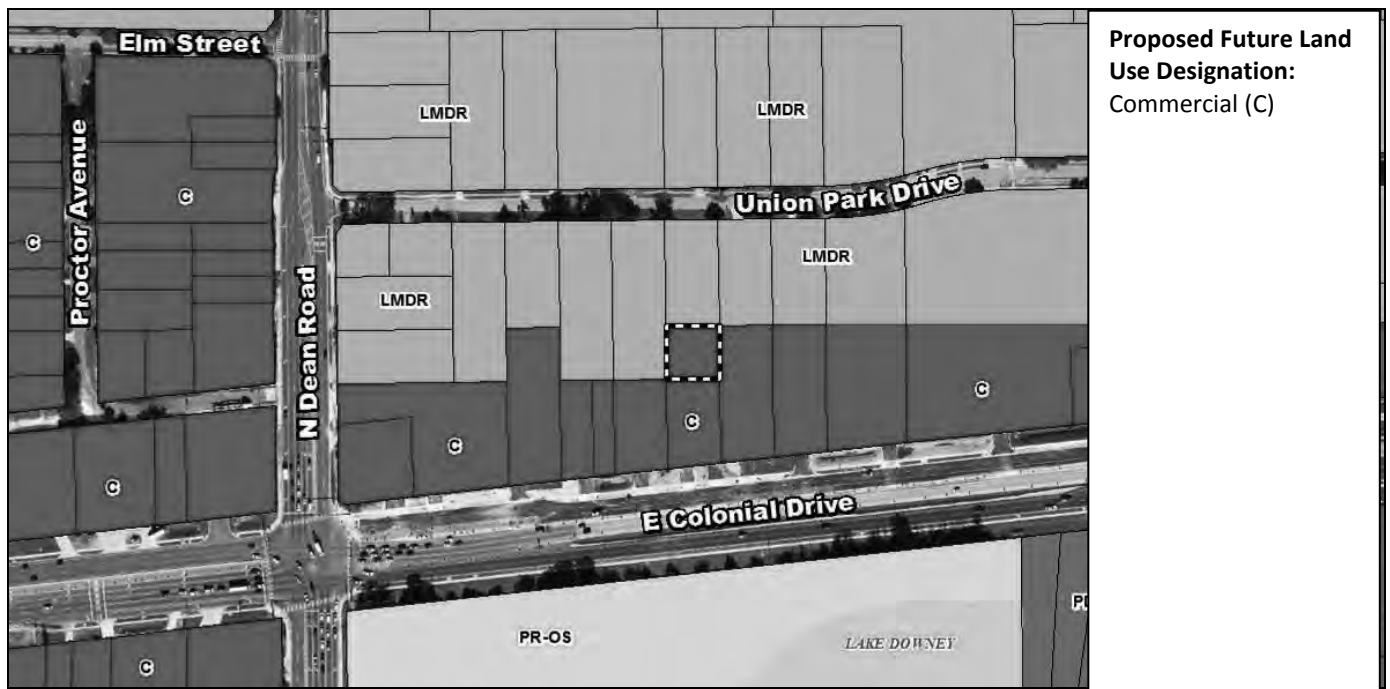 Elm Street
Proposed Future Land
Use Designation:
Commercial (C)
LMDR
LMDR
Proctor Avenue
C
Union Park Drive
C
LMDR
N Dean Road
LMDR
C
C
C
C
E Colonial Drive
PR-OS
LAKE DOWNEY
C